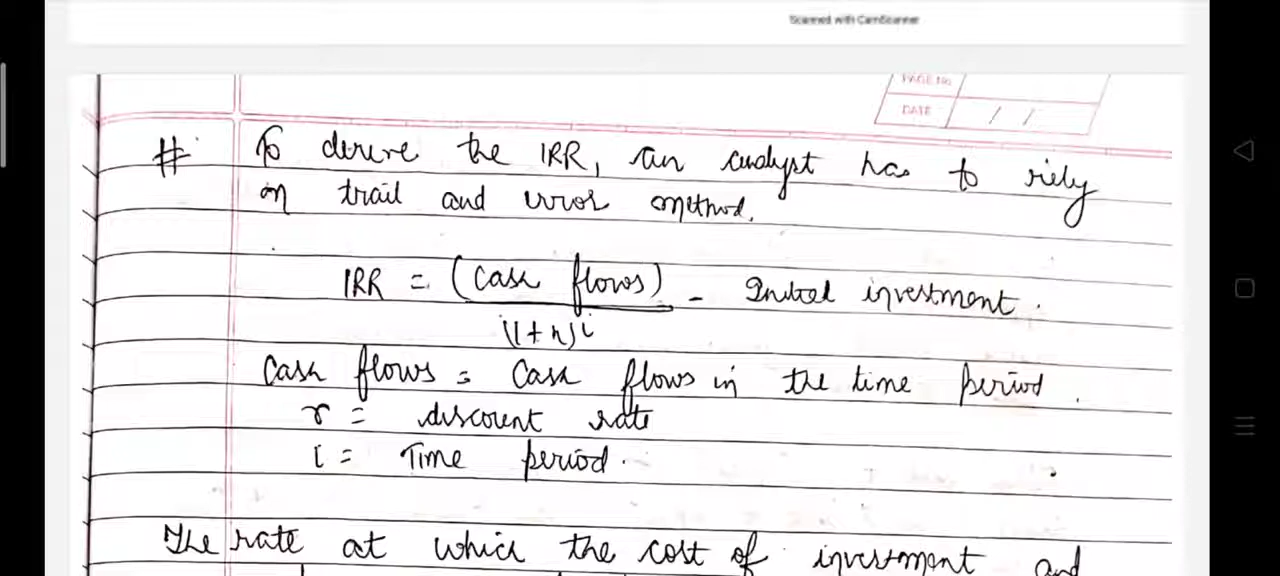 Scanned with CamScanner
PAGE No.
DATE / /
# To derive the IRR, an analyst has to riely
on trail and error method.
IRR = (cash flows) - Initial investment.
(1+r)i
Cash flows = Cash flows in the time period.
r = discount rate
i = Time period.
The rate at which the cost of investment and